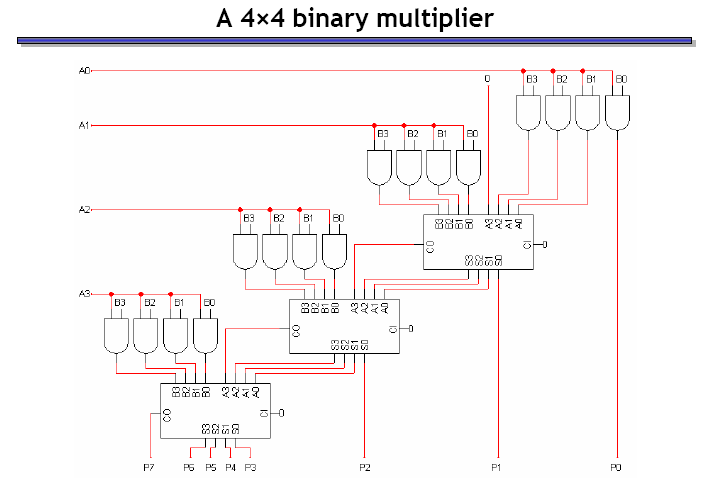 A 4×4 binary multiplier
A0
0
B3 B2 B1 B0
A1
B3 B2 B1 B0
A2
B3 B2 B1 B0
B3 B2 B1 B0 A3 A2 A1 A0
CO CI 0
S3 S2 S1 S0
A3
B3 B2 B1 B0
B3 B2 B1 B0 A3 A2 A1 A0
CO CI 0
S3 S2 S1 S0
B3 B2 B1 B0 A3 A2 A1 A0
CO CI 0
S3 S2 S1 S0
P7 P6 P5 P4 P3 P2 P1 P0